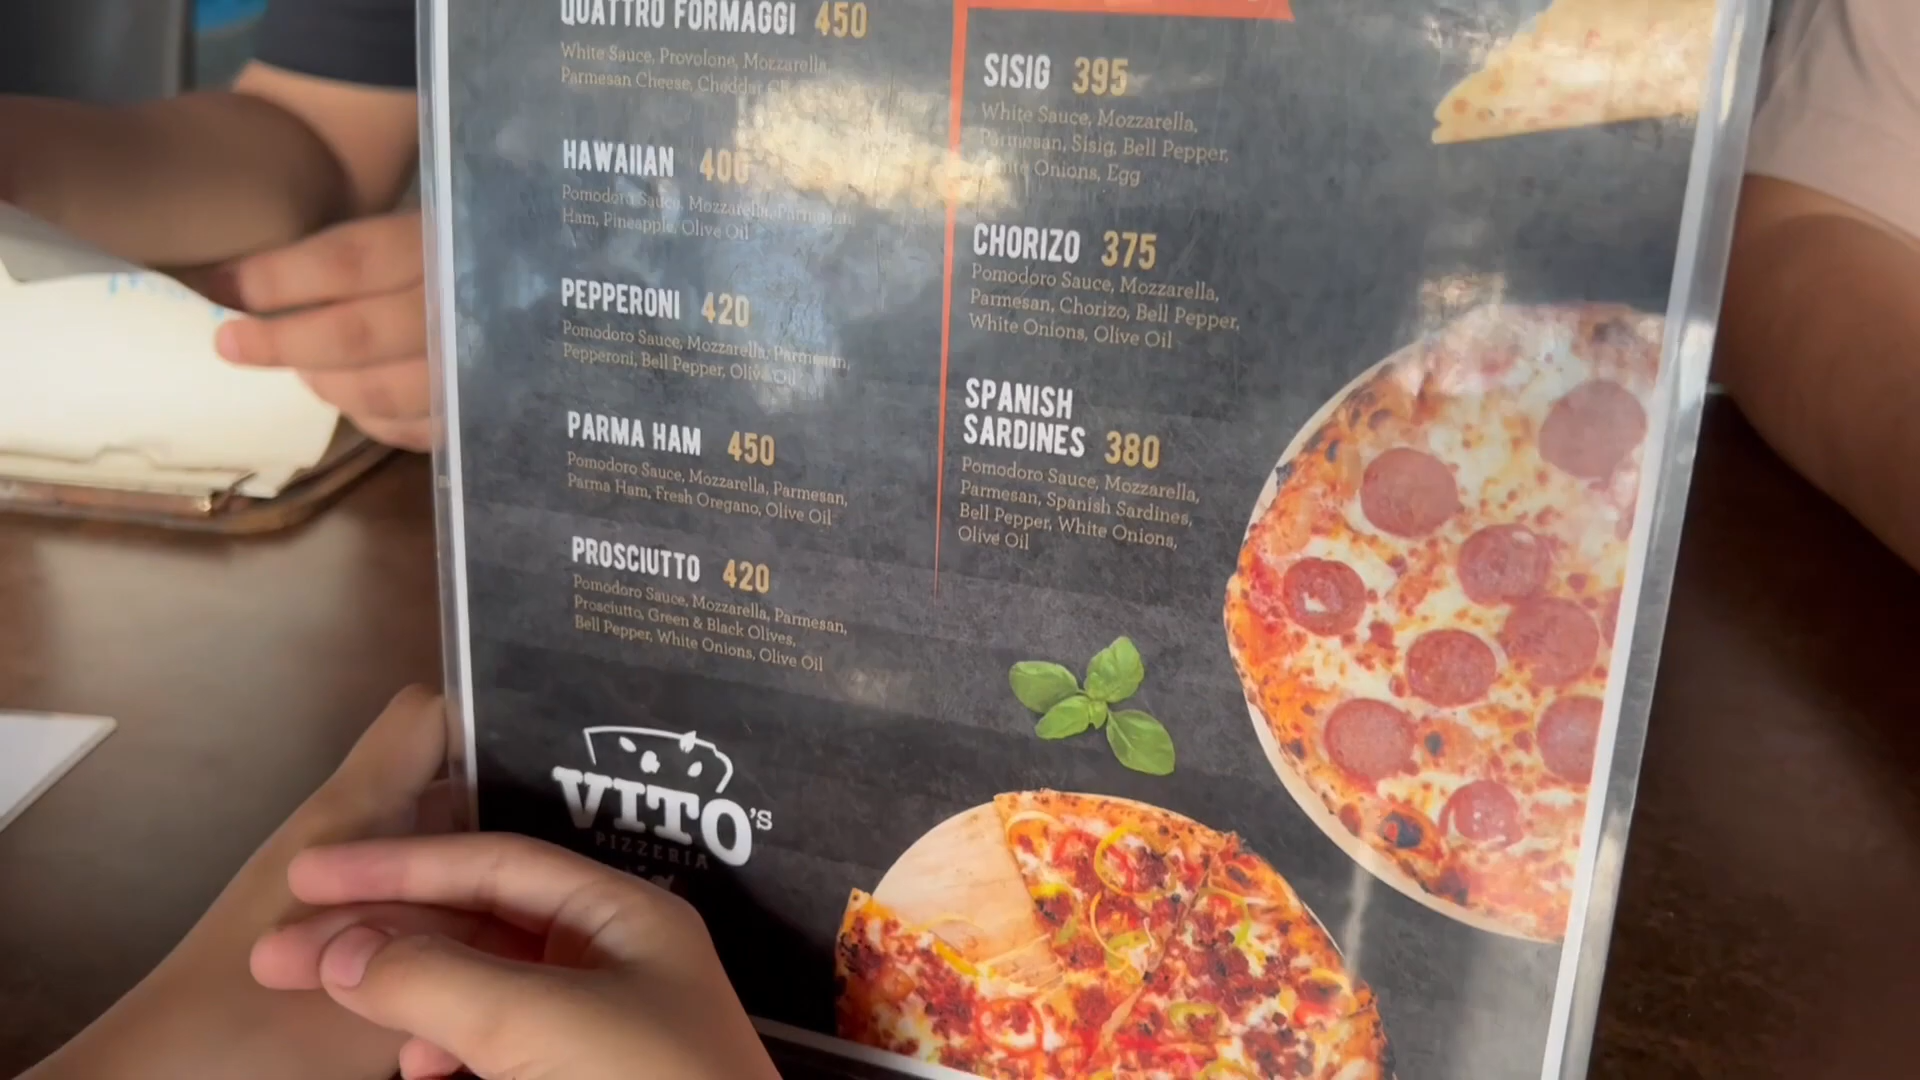 QUATTRO FORMAGGI 450
White Sauce, Provolone, Mozzarella,
Parmesan Cheese, Cheddar
HAWAIIAN 400
Pomodoro Sauce, Mozzarella, Parmesan
Ham, Pineapple, Olive Oil
PEPPERONI 420
Pomodoro Sauce, Mozzarella, Parmesan,
Pepperoni, Bell Pepper, Olive Oil
PARMA HAM 450
Pomodoro Sauce, Mozzarella, Parmesan,
Parma Ham, Fresh Oregano, Olive Oil
PROSCIUTTO 420
Pomodoro Sauce, Mozzarella, Parmesan,
Prosciutto, Green & Black Olives,
Bell Pepper, White Onions, Olive Oil
SISIG 395
White Sauce, Mozzarella,
Parmesan, Sisig, Bell Pepper,
White Onions, Egg
CHORIZO 375
Pomodoro Sauce, Mozzarella,
Parmesan, Chorizo, Bell Pepper,
White Onions, Olive Oil
SPANISH
SARDINES 380
Pomodoro Sauce, Mozzarella,
Parmesan, Spanish Sardines,
Bell Pepper, White Onions,
Olive Oil
VITO'S
PIZZERIA